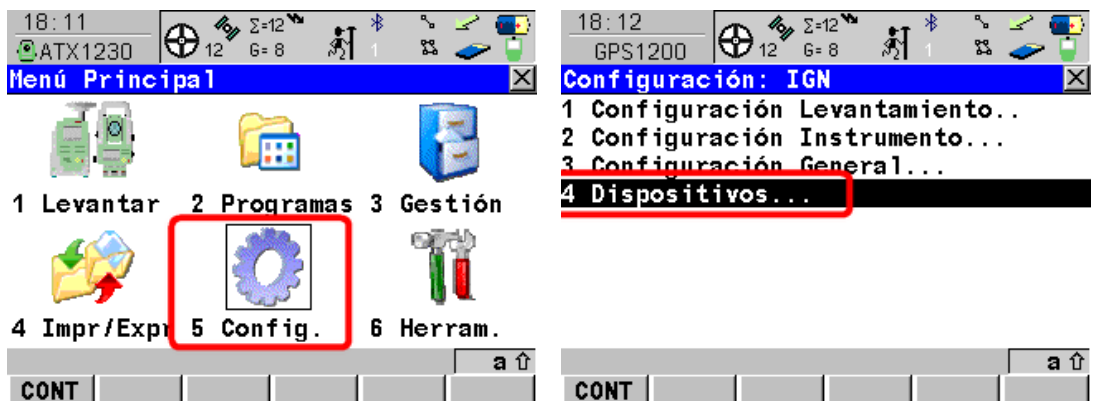 18:11
ATX1230
12
Σ=12
G= 8
1
Menú Principal
1 Levantar
2 Programas
3 Gestión
4 Impr/Expr
5 Config.
6 Herram.
a
CONT
18:12
GPS1200
12
Σ=12
G= 8
1
Configuración: IGN
1 Configuración Levantamiento..
2 Configuración Instrumento...
3 Configuración General...
4 Dispositivos...
a
CONT